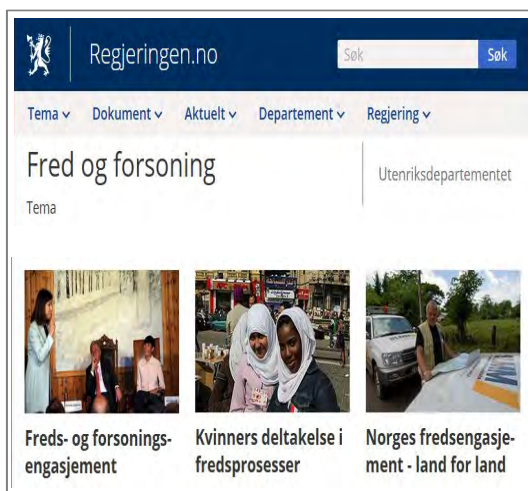 Regjeringen.no
Søk
Søk
Tema
Dokument
Aktuelt
Departement
Regjering
Fred og forsoning
Utenriksdepartementet
Tema
Freds- og forsonings-
engasjement
Kvinners deltakelse i
fredsprosesser
Norges fredsengasje-
ment - land for land